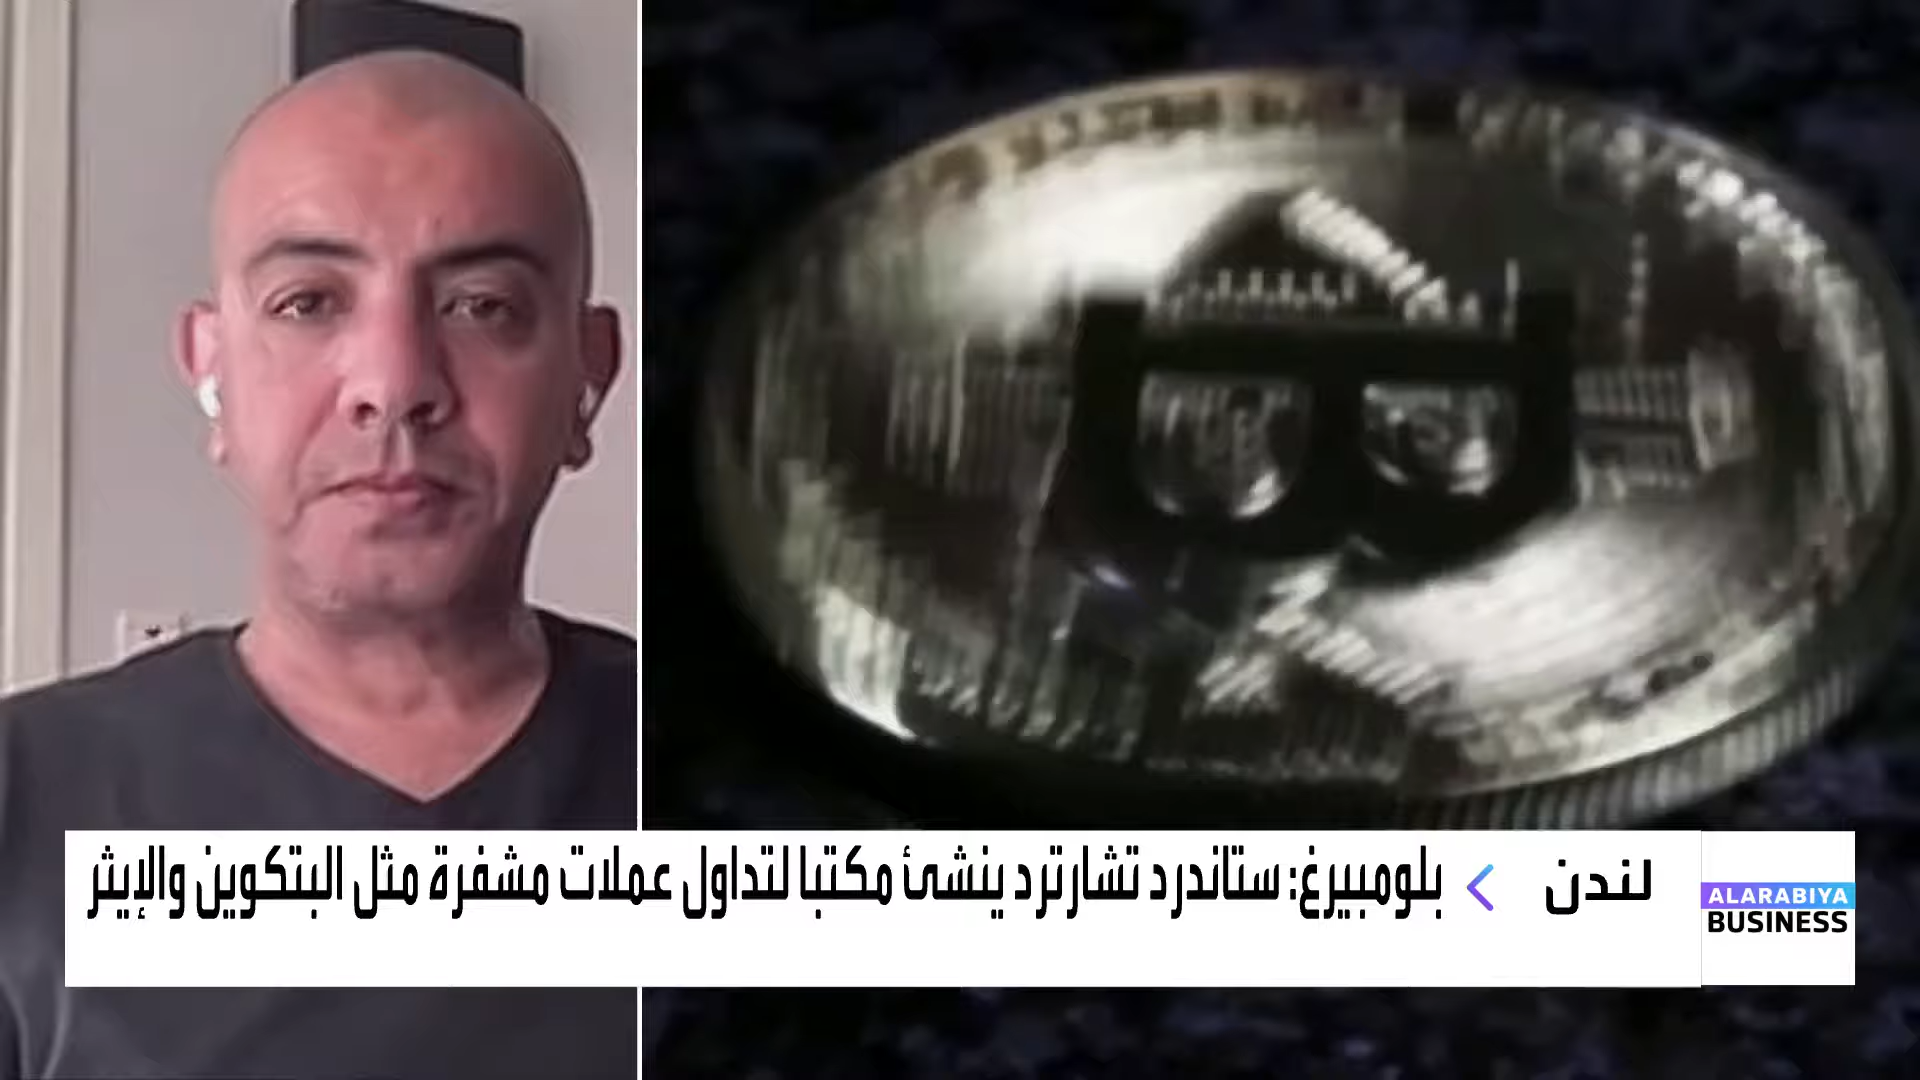 لندن
بلومبيرغ: ستاندرد تشارترد ينشئ مكتبا لتداول عملات مشفرة مثل البتكوين والإيثر
ALARABIYA
BUSINESS